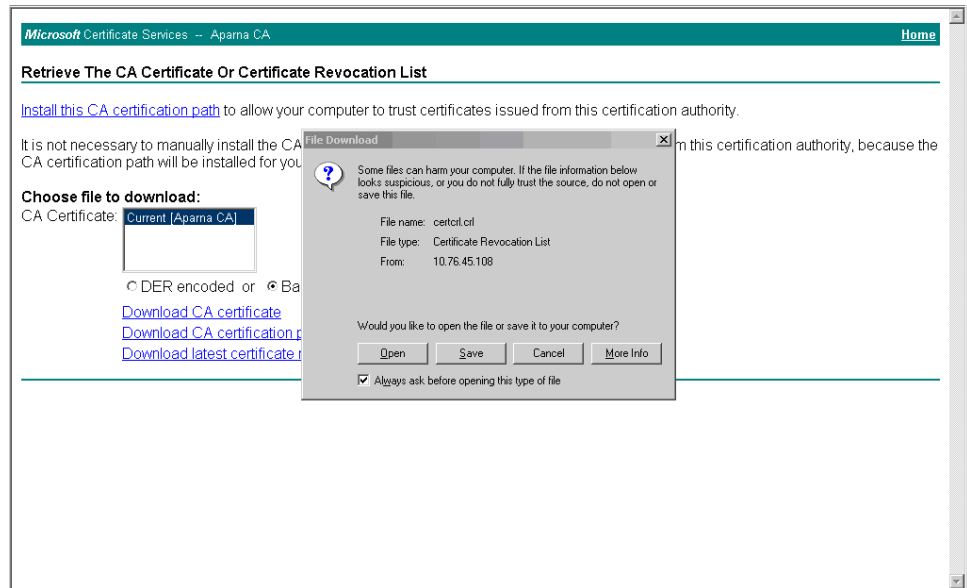 Microsoft Certificate Services -- Aparna CA Home
Retrieve The CA Certificate Or Certificate Revocation List
Install this CA certification path to allow your computer to trust certificates issued from this certification authority.
It is not necessary to manually install the CA m this certification authority, because the
CA certification path will be installed for you
Choose file to download:
CA Certificate: Current [Aparna CA]
DER encoded or Ba
Download CA certificate
Download CA certification p
Download latest certificate r
File Download
Some files can harm your computer. If the file information below
looks suspicious, or you do not fully trust the source, do not open or
save this file.
File name: certcrl.crl
File type: Certificate Revocation List
From: 10.76.45.108
Would you like to open the file or save it to your computer?
Open Save Cancel More Info
Always ask before opening this type of file